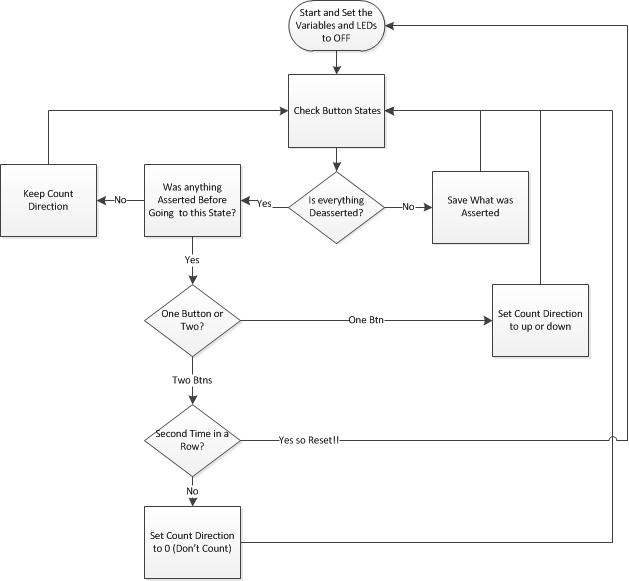 Start and Set the
Variables and LEDs
to OFF
Check Button States
Keep Count
Direction
No
Was anything
Asserted Before
Going to this State?
Yes
Is everything
Deasserted?
No
Save What was
Asserted
Yes
One Button or
Two?
One Btn
Set Count Direction
to up or down
Two Btns
Second Time in a
Row?
Yes so Reset!!
No
Set Count Direction
to 0 (Don't Count)